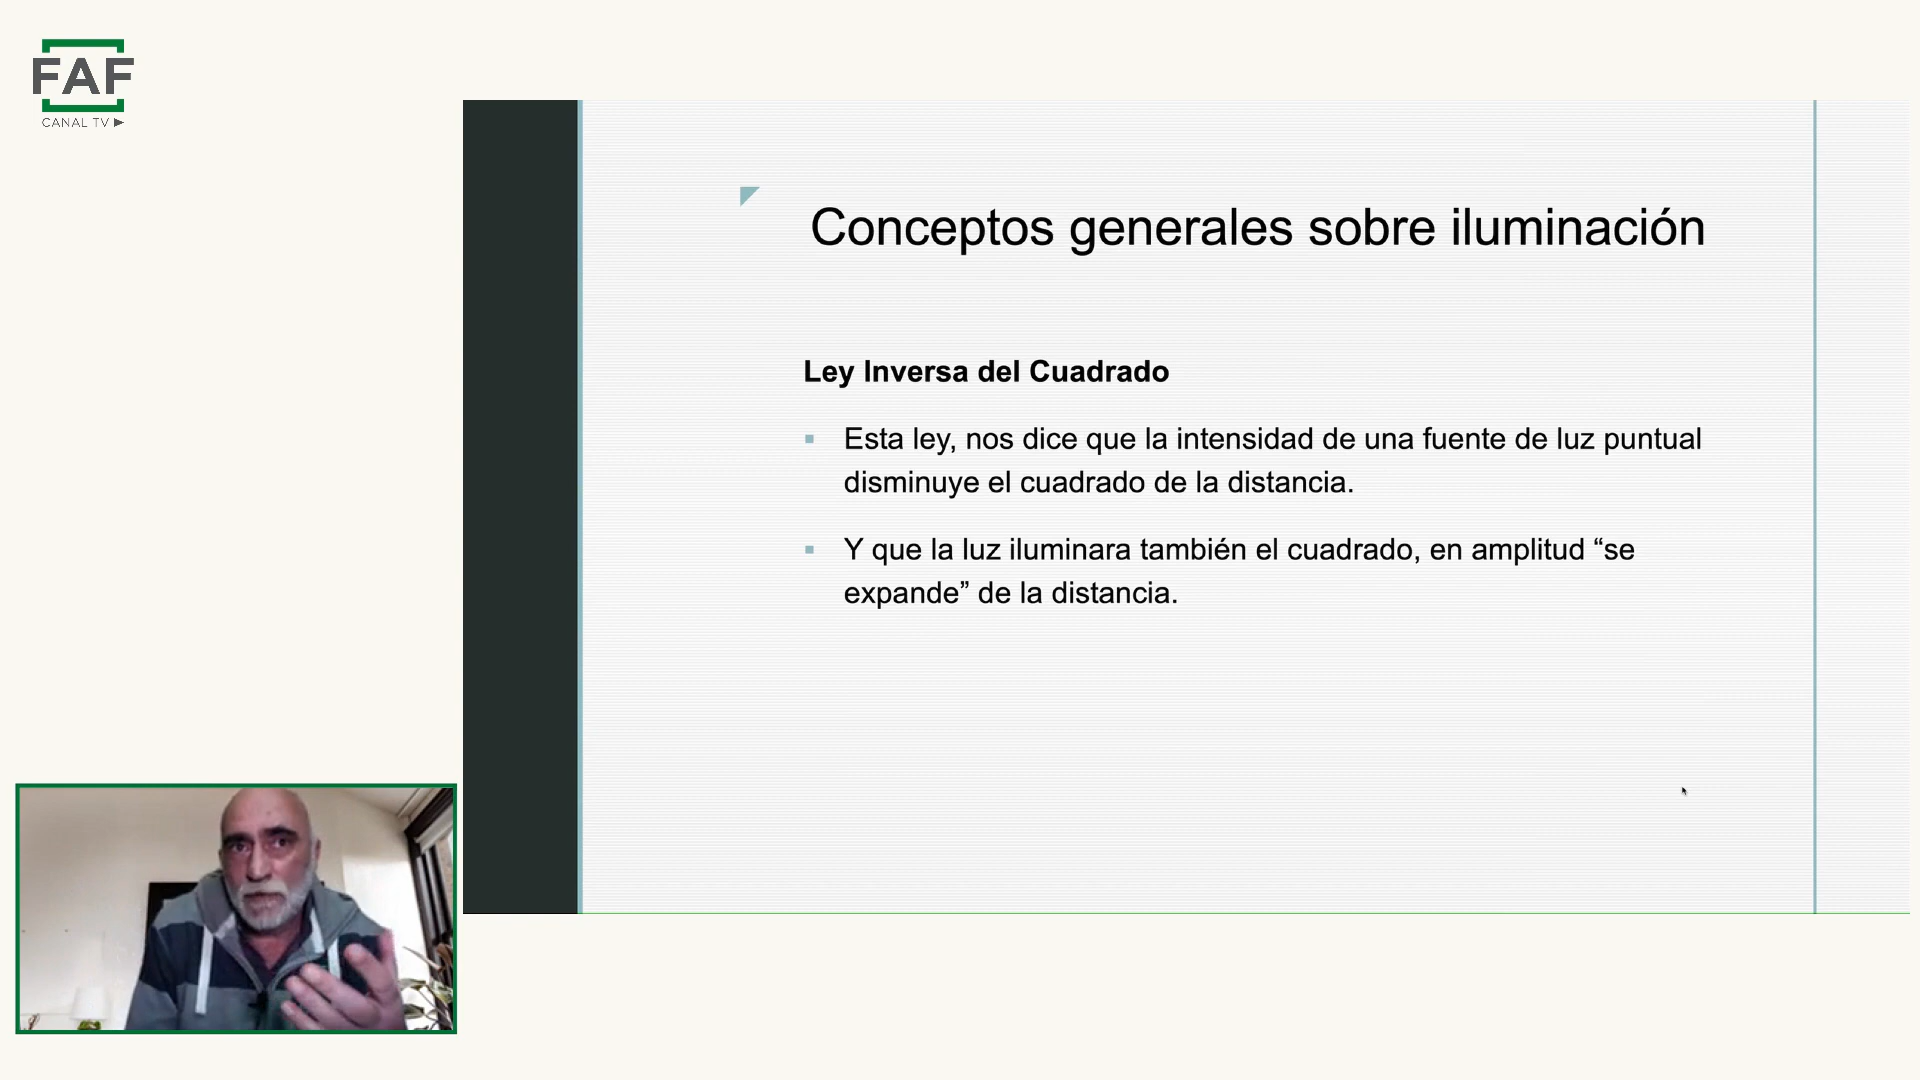 FAF
CANAL TV
Conceptos generales sobre iluminación
Ley Inversa del Cuadrado
Esta ley, nos dice que la intensidad de una fuente de luz puntual
disminuye el cuadrado de la distancia.
Y que la luz iluminara también el cuadrado, en amplitud “se
expande” de la distancia.